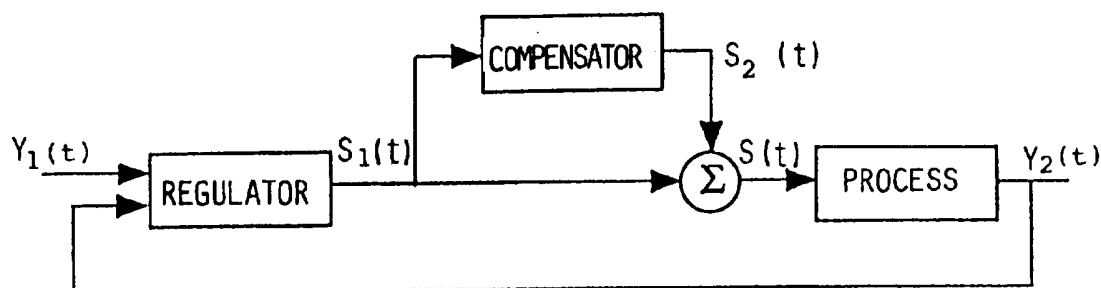 COMPENSATOR
S₂ (t)
Y₁(t)
S₁(t)
S(t)
Y₂(t)
REGULATOR
Σ
PROCESS